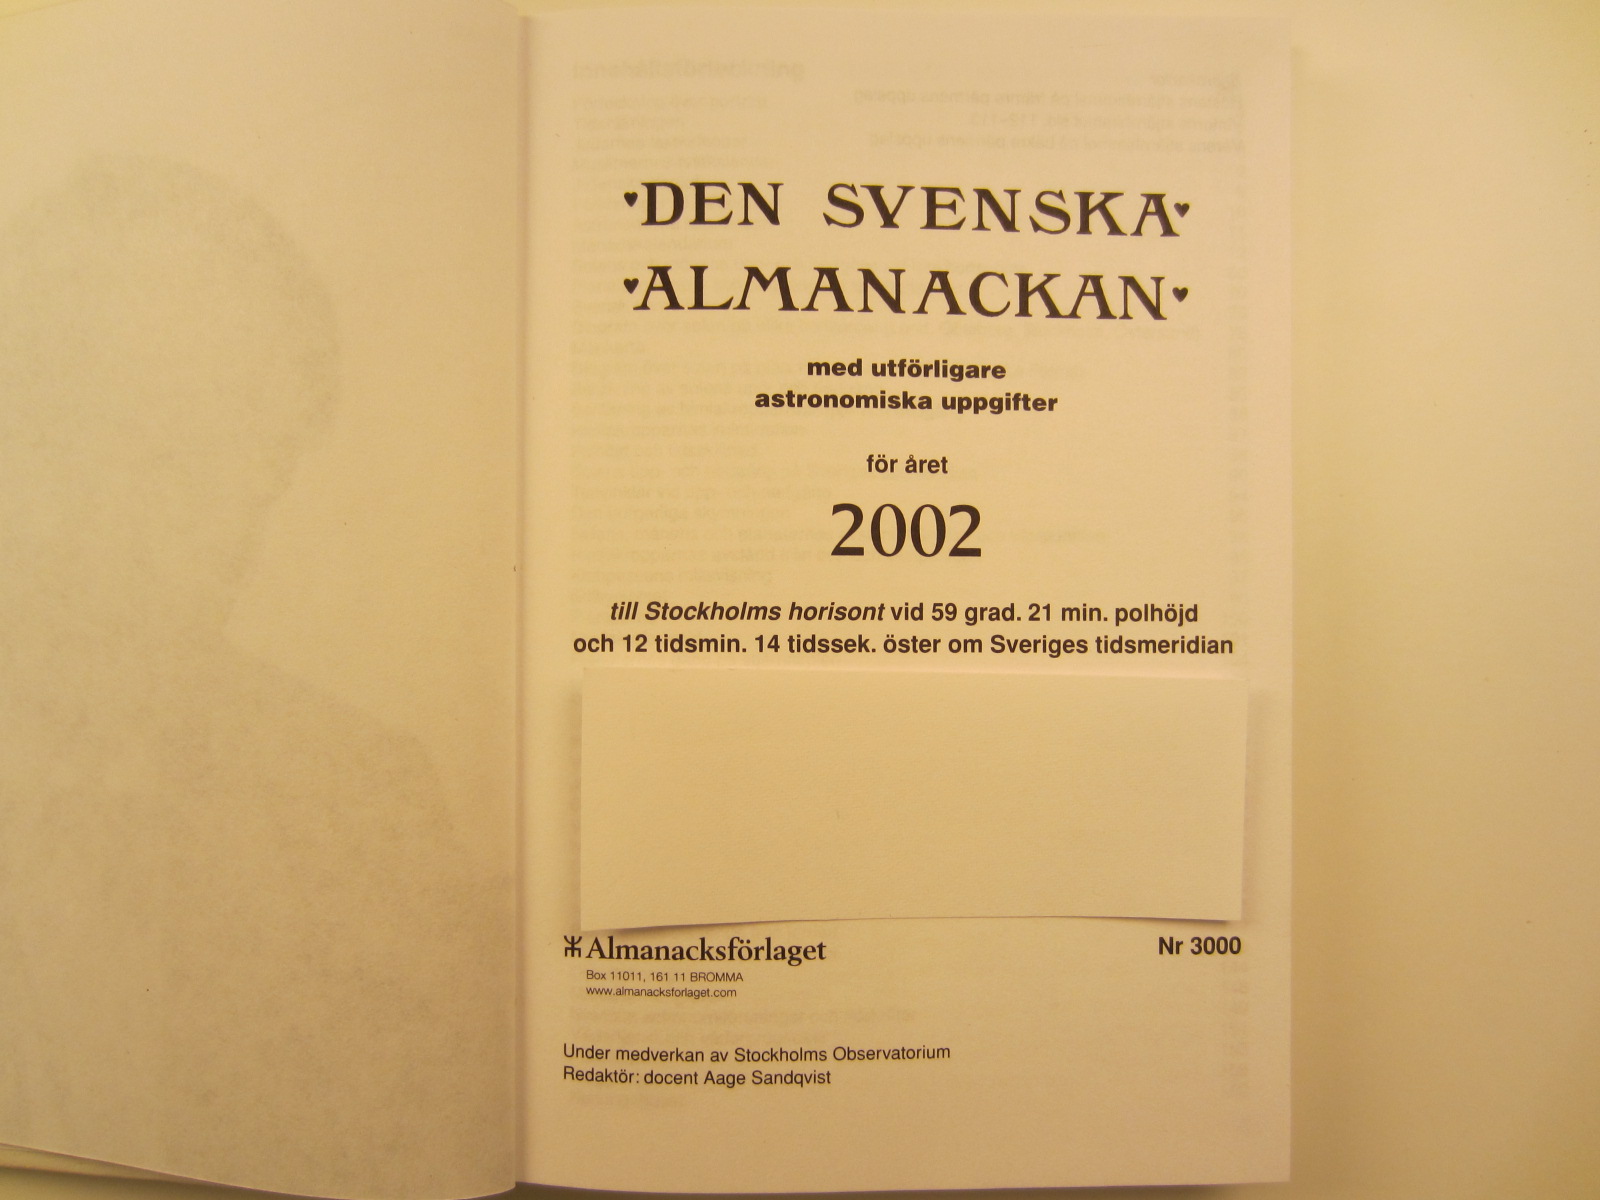 ♥DEN SVENSKA♥
♥ALMANACKAN♥
med utförligare
astronomiska uppgifter
för året
2002
till Stockholms horisont vid 59 grad. 21 min. polhöjd
och 12 tidsmin. 14 tidssek. öster om Sveriges tidsmeridian
Almanacksförlaget
Nr 3000
Box 11011, 161 11 BROMMA
www.almanacksforlaget.com
Under medverkan av Stockholms Observatorium
Redaktör: docent Aage Sandqvist